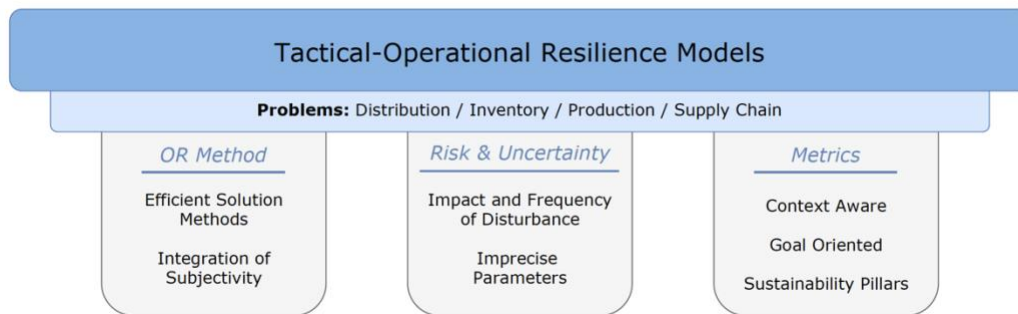 Tactical-Operational Resilience Models
Problems: Distribution / Inventory / Production / Supply Chain
OR Method
Efficient Solution
Methods
Integration of
Subjectivity
Risk & Uncertainty
Impact and Frequency
of Disturbance
Imprecise
Parameters
Metrics
Context Aware
Goal Oriented
Sustainability Pillars